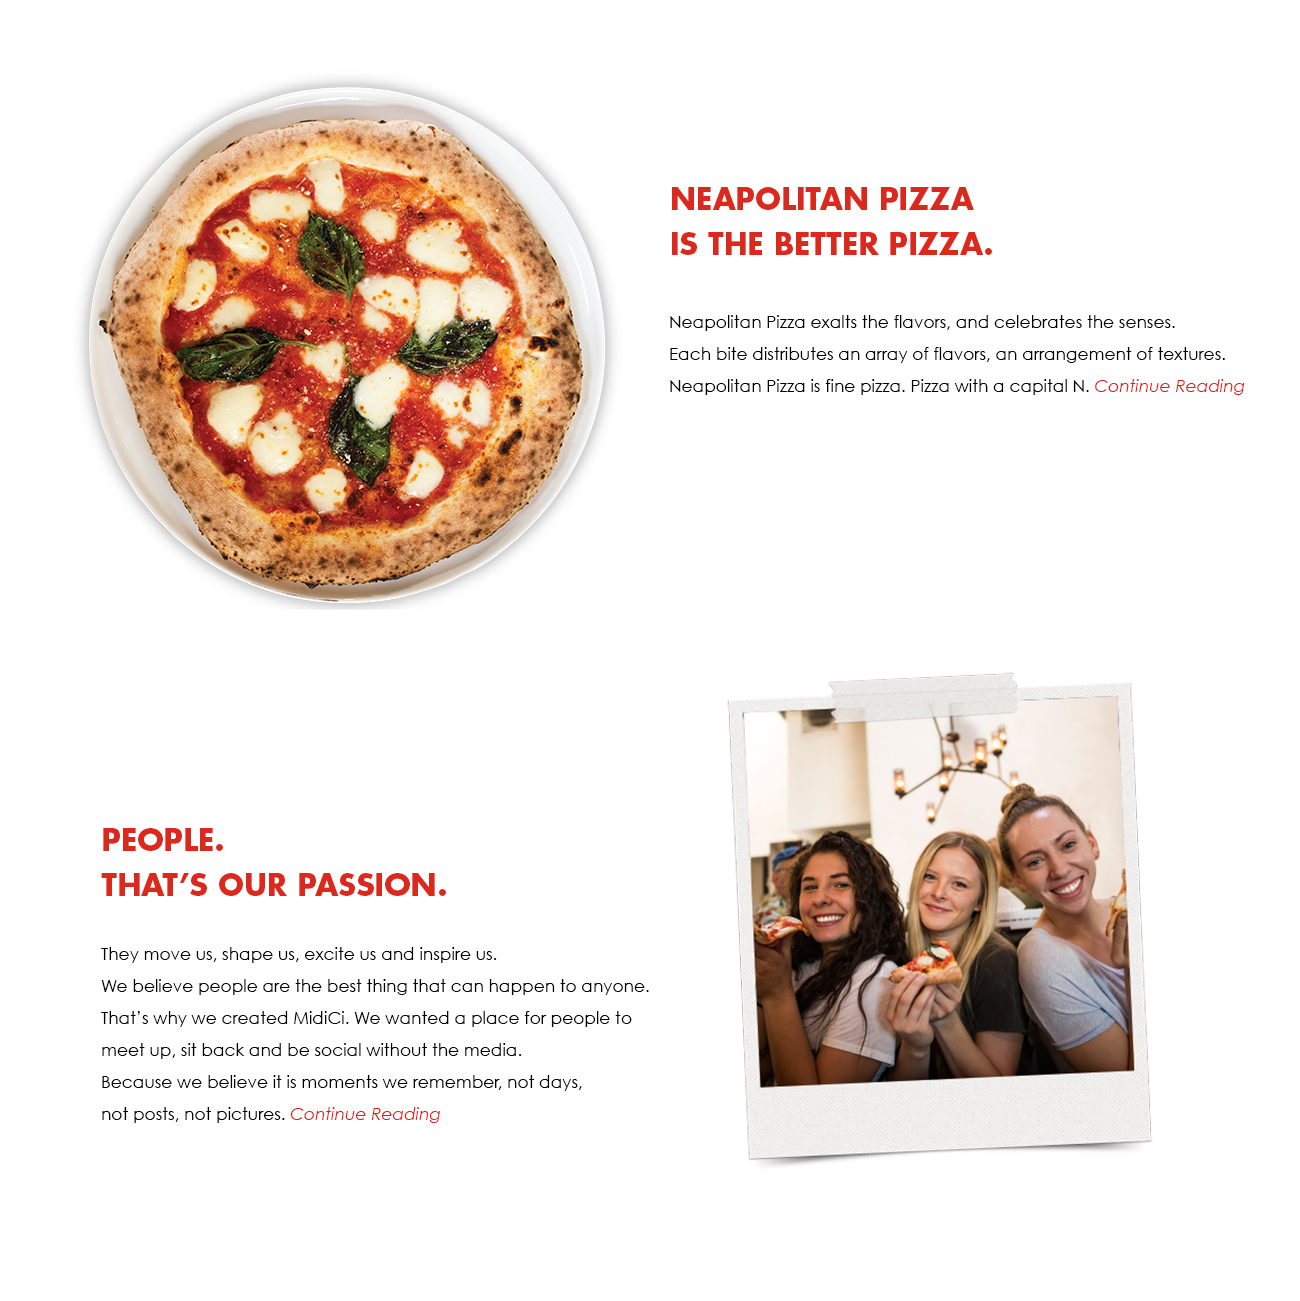 NEAPOLITAN PIZZA
IS THE BETTER PIZZA.
Neapolitan Pizza exalts the flavors, and celebrates the senses.
Each bite distributes an array of flavors, an arrangement of textures.
Neapolitan Pizza is fine pizza. Pizza with a capital N. Continue Reading
PEOPLE.
THAT’S OUR PASSION.
They move us, shape us, excite us and inspire us.
We believe people are the best thing that can happen to anyone.
That’s why we created MidiCi. We wanted a place for people to
meet up, sit back and be social without the media.
Because we believe it is moments we remember, not days,
not posts, not pictures. Continue Reading